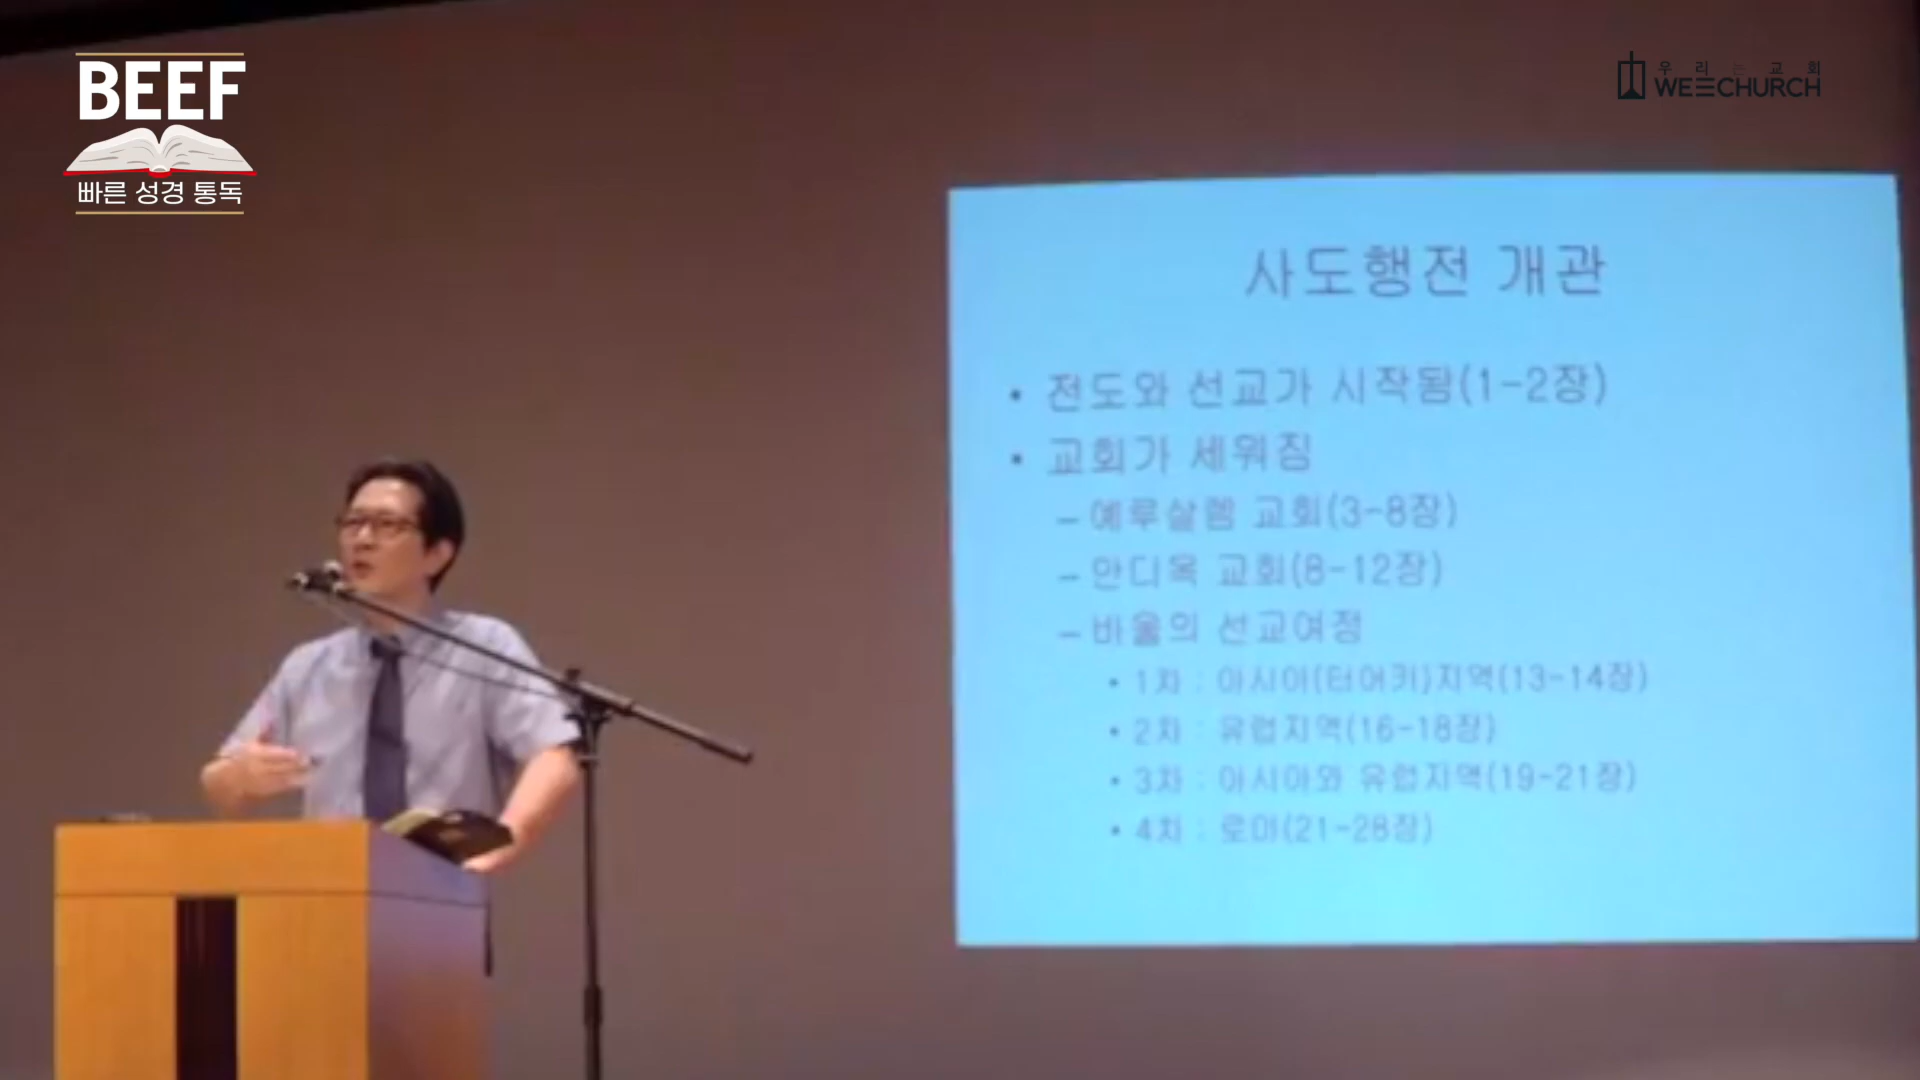 BEEF
빠른 성경 통독
우리는교회
WECHURCH
사도행전 개관
• 전도와 선교가 시작됨(1-2장)
• 교회가 세워짐
– 예루살렘 교회(3-8장)
– 안디옥 교회(8-12장)
– 바울의 선교여정
• 1차 : 아시아(터어키)지역(13-14장)
• 2차 : 유럽지역(16-18장)
• 3차 : 아시아와 유럽지역(19-21장)
• 4차 : 로마(21-28장)